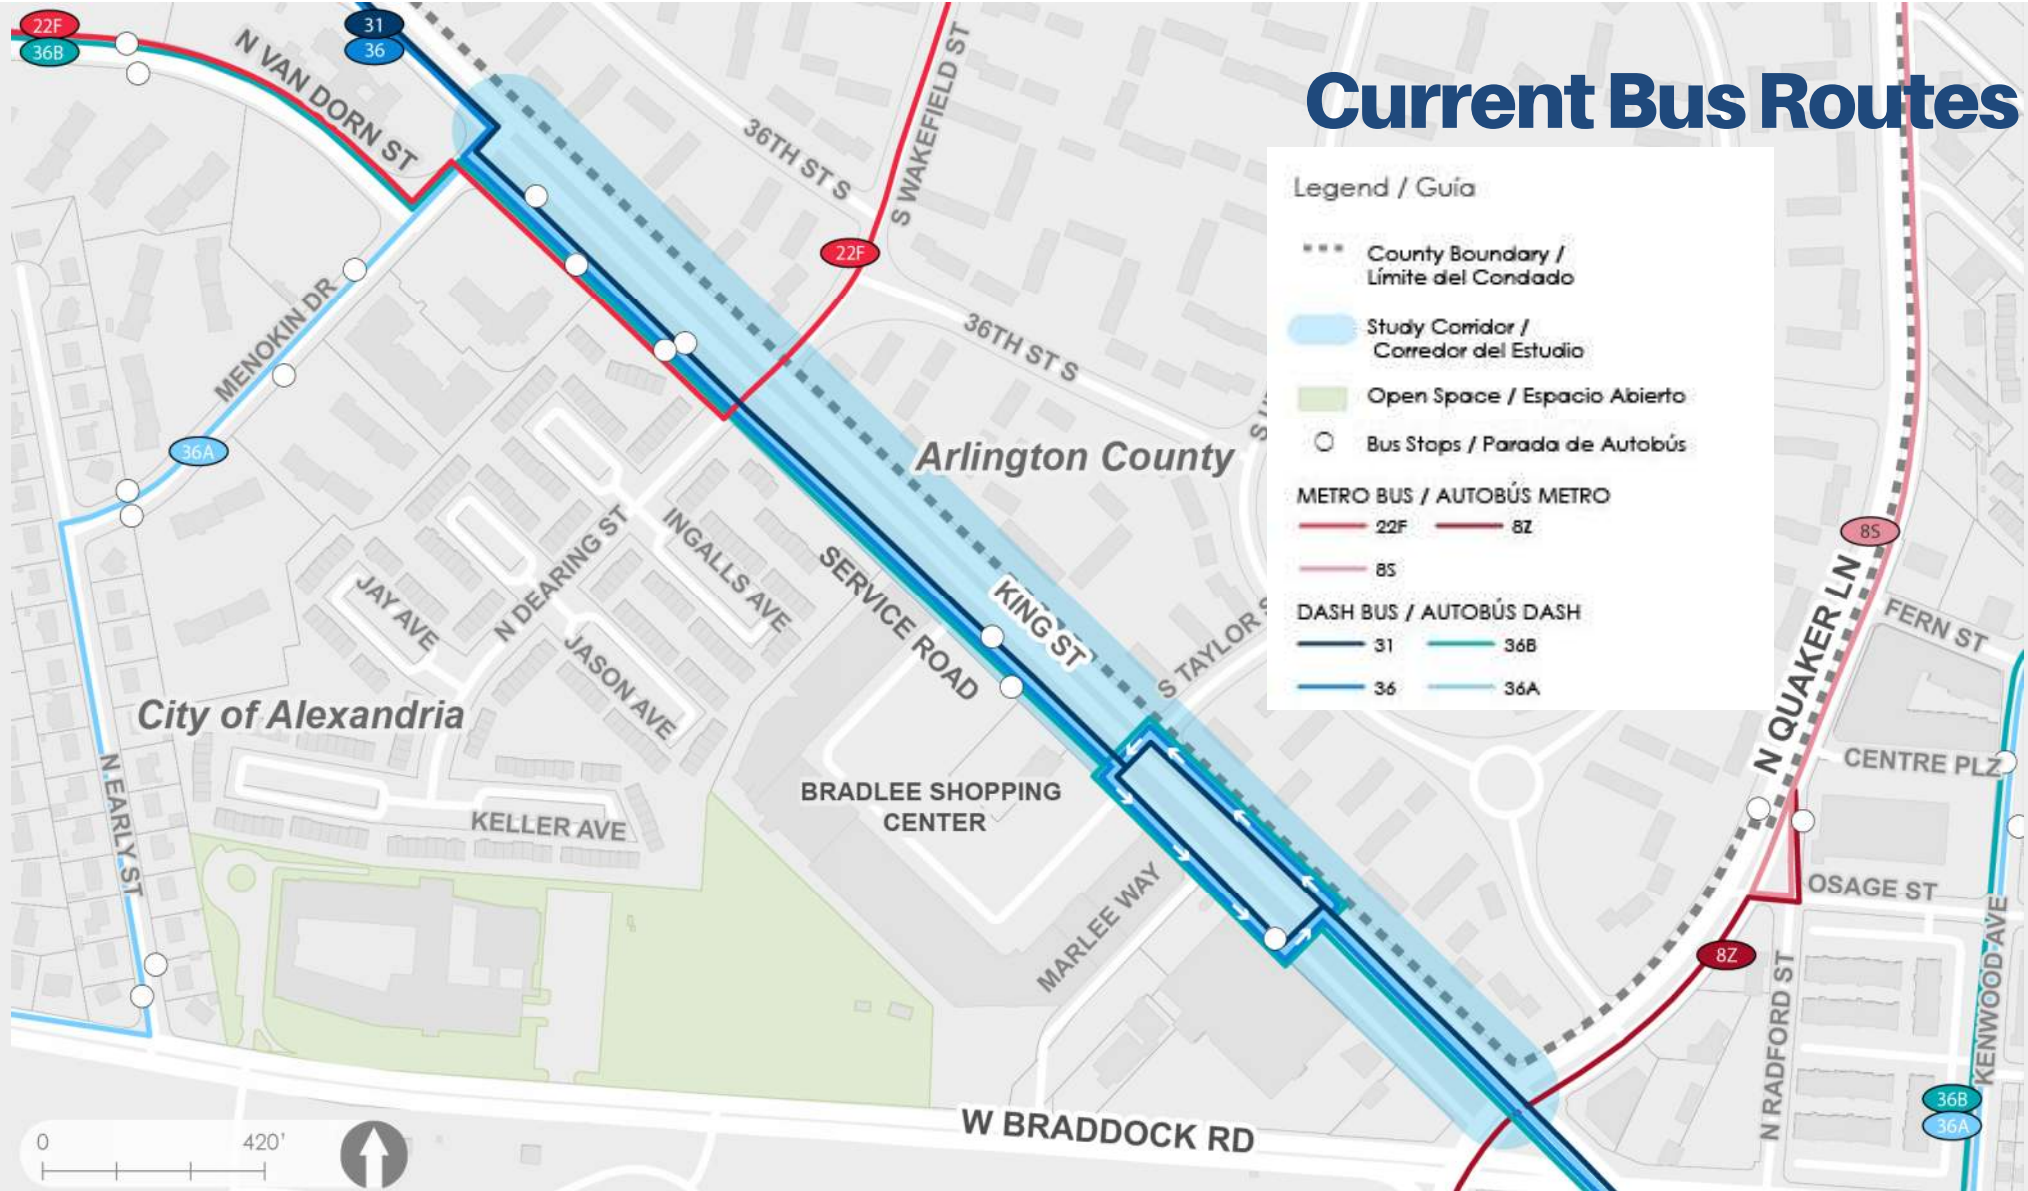 Current Bus Routes
22F
36B
31
36
N VAN DORN ST
S WAKEFIELD ST
36TH ST S
22F
36TH ST S
MENOKIN DR
36A
Arlington County
Legend / Guía
County Boundary /
Límite del Condado
Study Corridor /
Corredor del Estudio
Open Space / Espacio Abierto
Bus Stops / Parada de Autobús
METRO BUS / AUTOBÚS METRO
22F
8Z
8S
DASH BUS / AUTOBÚS DASH
31
36B
36
36A
8S
N QUAKER LN
FERN ST
CENTRE PLZ
INGALLS AVE
N DEARING ST
JAY AVE
JASON AVE
SERVICE ROAD
KING ST
S TAYLOR S
City of Alexandria
N EARLY ST
KELLER AVE
BRADLEE SHOPPING
CENTER
MARLEE WAY
OSAGE ST
8Z
N RADFORD ST
KENWOOD AVE
36B
36A
W BRADDOCK RD
0
420'